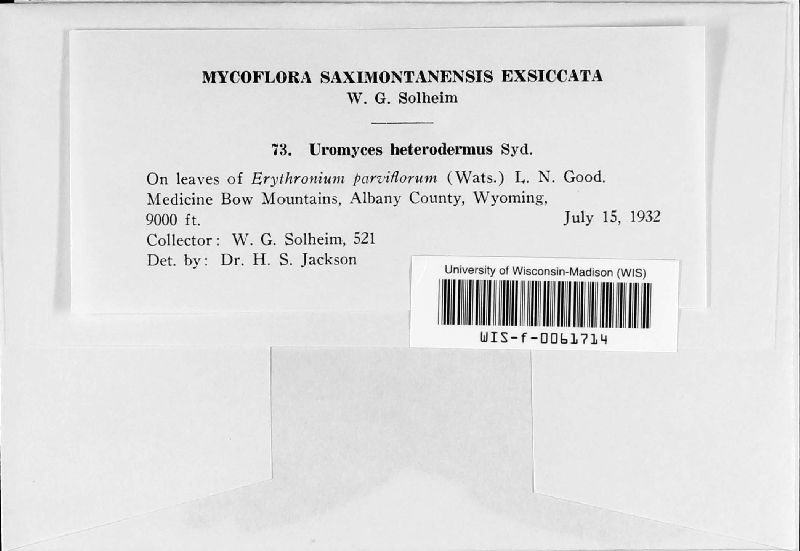 MYCOFLORA SAXIMONTANENSIS EXSICCATA
W. G. Solheim
73. Uromyces heterodermus Syd.
On leaves of Erythronium parviflorum (Wats.) L. N. Good.
Medicine Bow Mountains, Albany County, Wyoming,
9000 ft. July 15, 1932
Collector: W. G. Solheim, 521
Det. by: Dr. H. S. Jackson
University of Wisconsin-Madison (WIS)
WIS-f-0061714